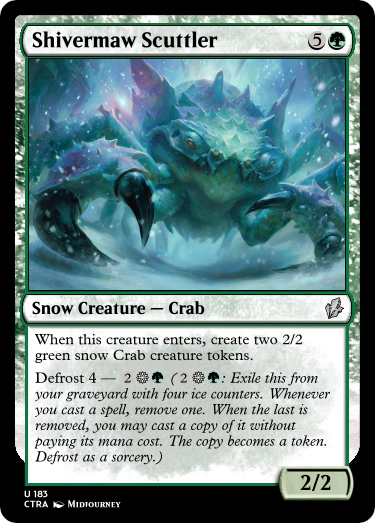 Shivermaw Scuttler 5
Snow Creature — Crab
When this creature enters, create two 2/2
green snow Crab creature tokens.
Defrost 4 — 2 ( 2 : Exile this from
your graveyard with four ice counters. Whenever
you cast a spell, remove one. When the last is
removed, you may cast a copy of it without
paying its mana cost. The copy becomes a token.
Defrost as a sorcery.)
2/2
U 183
CTRA Midjourney